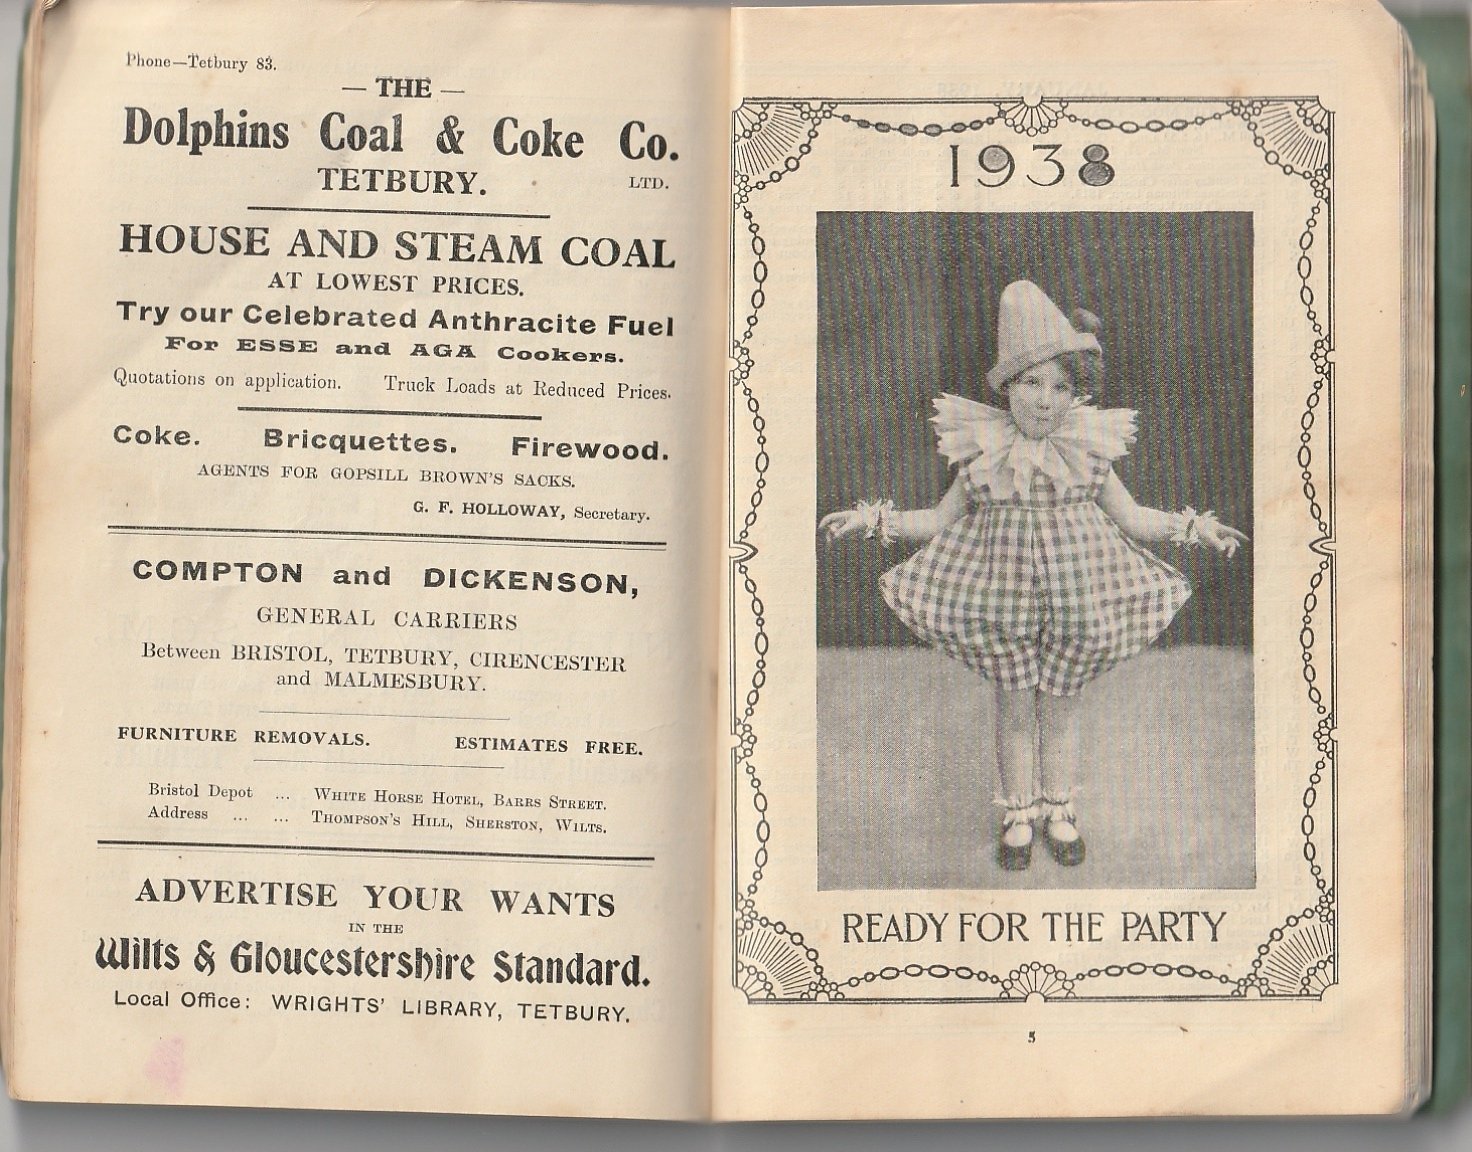 Phone—Tetbury 83.
— THE —
Dolphins Coal & Coke Co.
TETBURY. LTD.
HOUSE AND STEAM COAL
AT LOWEST PRICES.
Try our Celebrated Anthracite Fuel
For ESSE and AGA Cookers.
Quotations on application. Truck Loads at Reduced Prices.
Coke. Bricquettes. Firewood.
AGENTS FOR GOPSILL BROWN'S SACKS.
G. F. HOLLOWAY, Secretary.
COMPTON and DICKENSON,
GENERAL CARRIERS
Between BRISTOL, TETBURY, CIRENCESTER
and MALMESBURY.
FURNITURE REMOVALS. ESTIMATES FREE.
Bristol Depot ... WHITE HORSE HOTEL, BARRS STREET.
Address ... ... THOMPSON'S HILL, SHERSTON, WILTS.
ADVERTISE YOUR WANTS
IN THE
Wilts & Gloucestershire Standard.
Local Office: WRIGHTS' LIBRARY, TETBURY.
1938
READY FOR THE PARTY
5